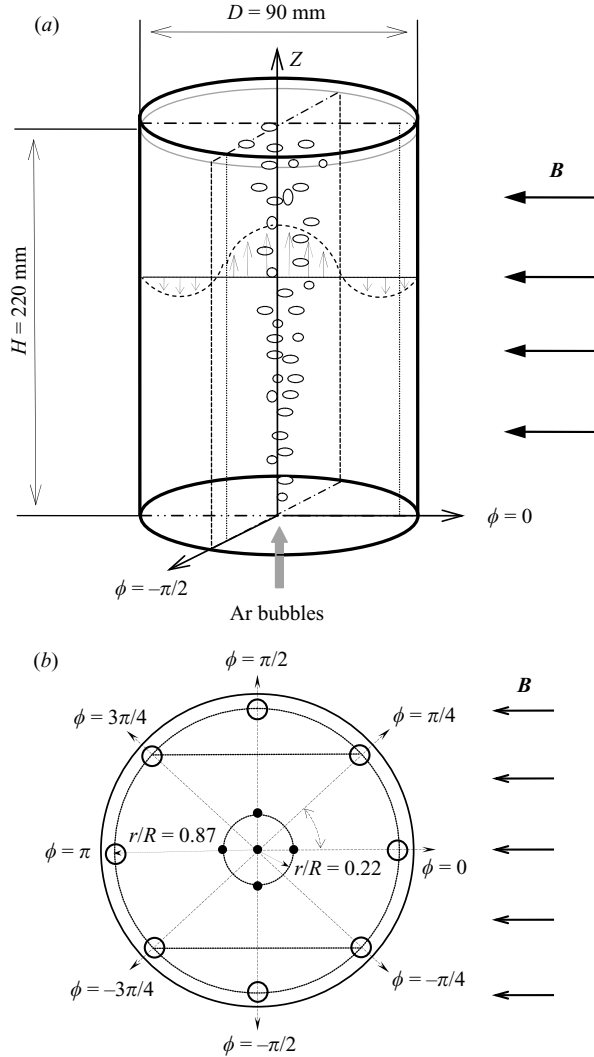 (a)
D = 90 mm
Z
B
H = 220 mm
ϕ = 0
ϕ = –π/2
Ar bubbles
(b)
ϕ = π/2
B
ϕ = 3π/4
ϕ = π/4
r/R = 0.87
ϕ = π
r/R = 0.22
ϕ = 0
ϕ = –3π/4
ϕ = –π/4
ϕ = –π/2